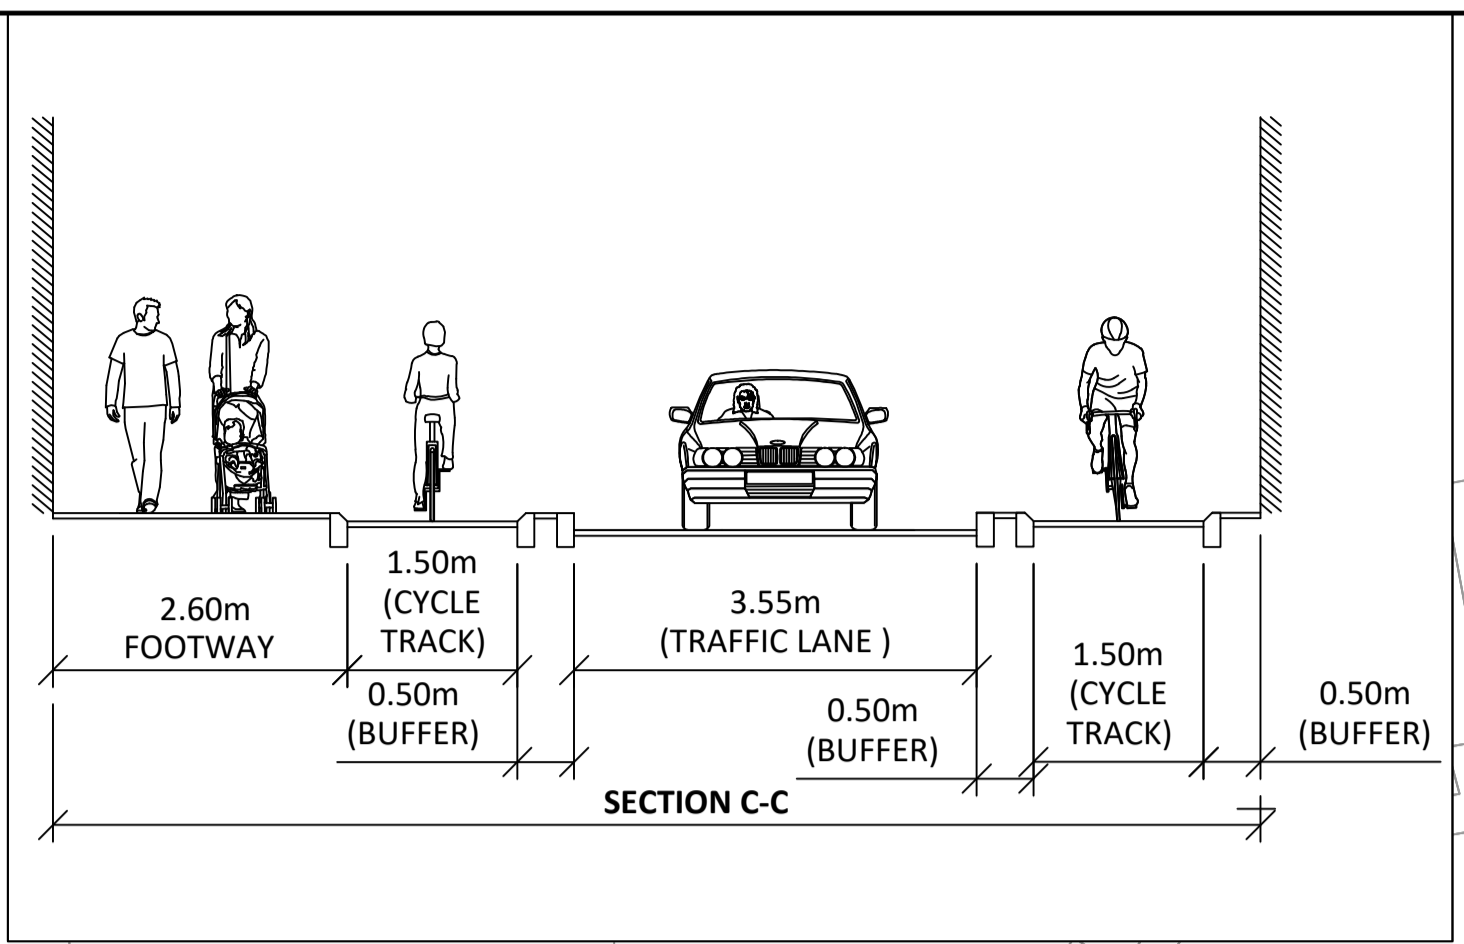 2.60m
FOOTWAY
1.50m
(CYCLE
TRACK)
0.50m
(BUFFER)
3.55m
(TRAFFIC LANE )
0.50m
(BUFFER)
1.50m
(CYCLE
TRACK)
0.50m
(BUFFER)
SECTION C-C